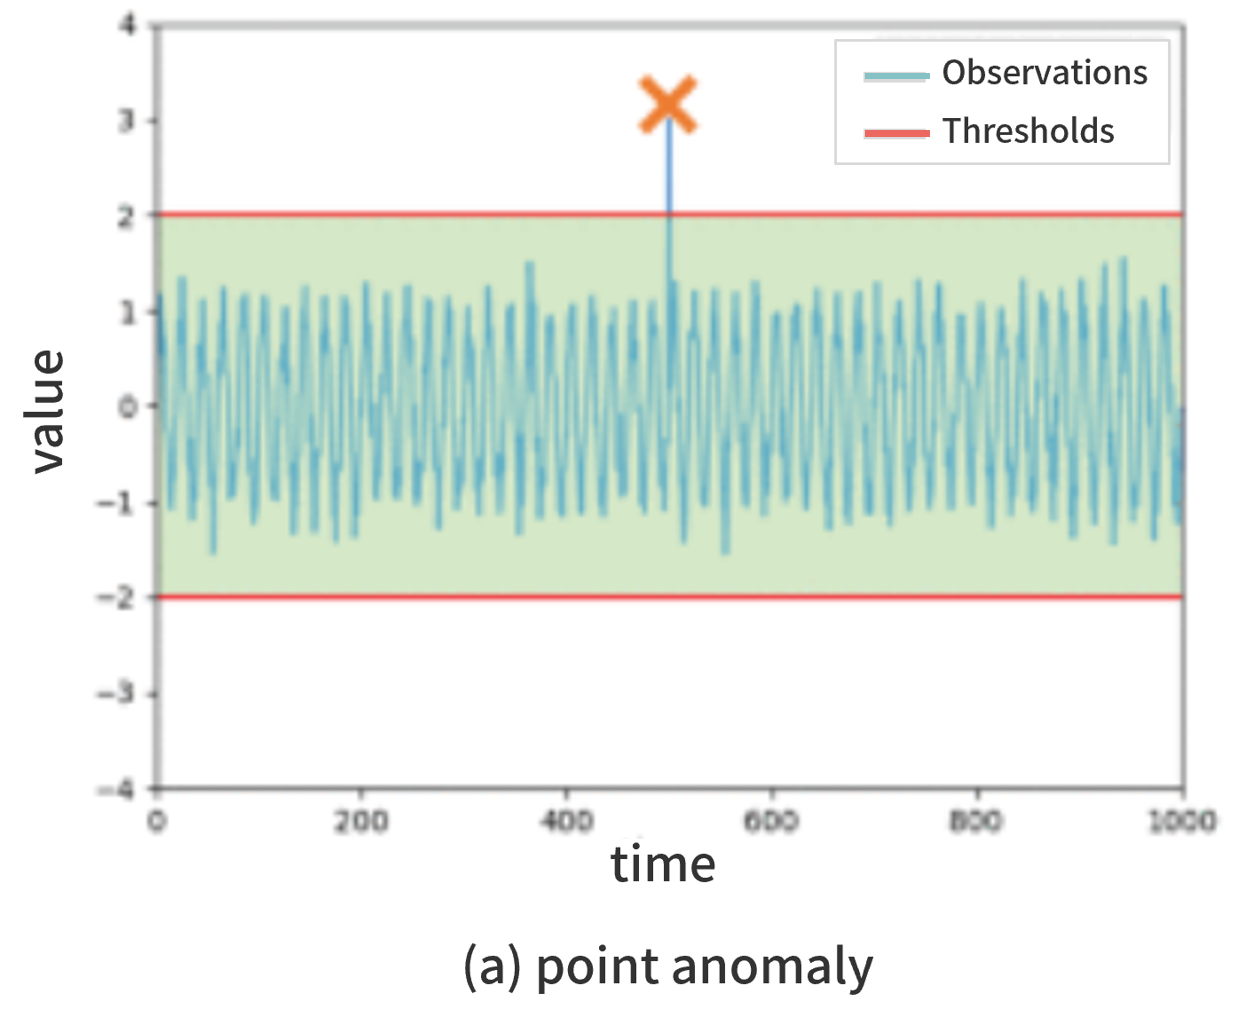 4
Observations
3
Thresholds
2
1
value
0
−1
−2
−3
−4
0 200 400 600 800 1000
time
(a) point anomaly